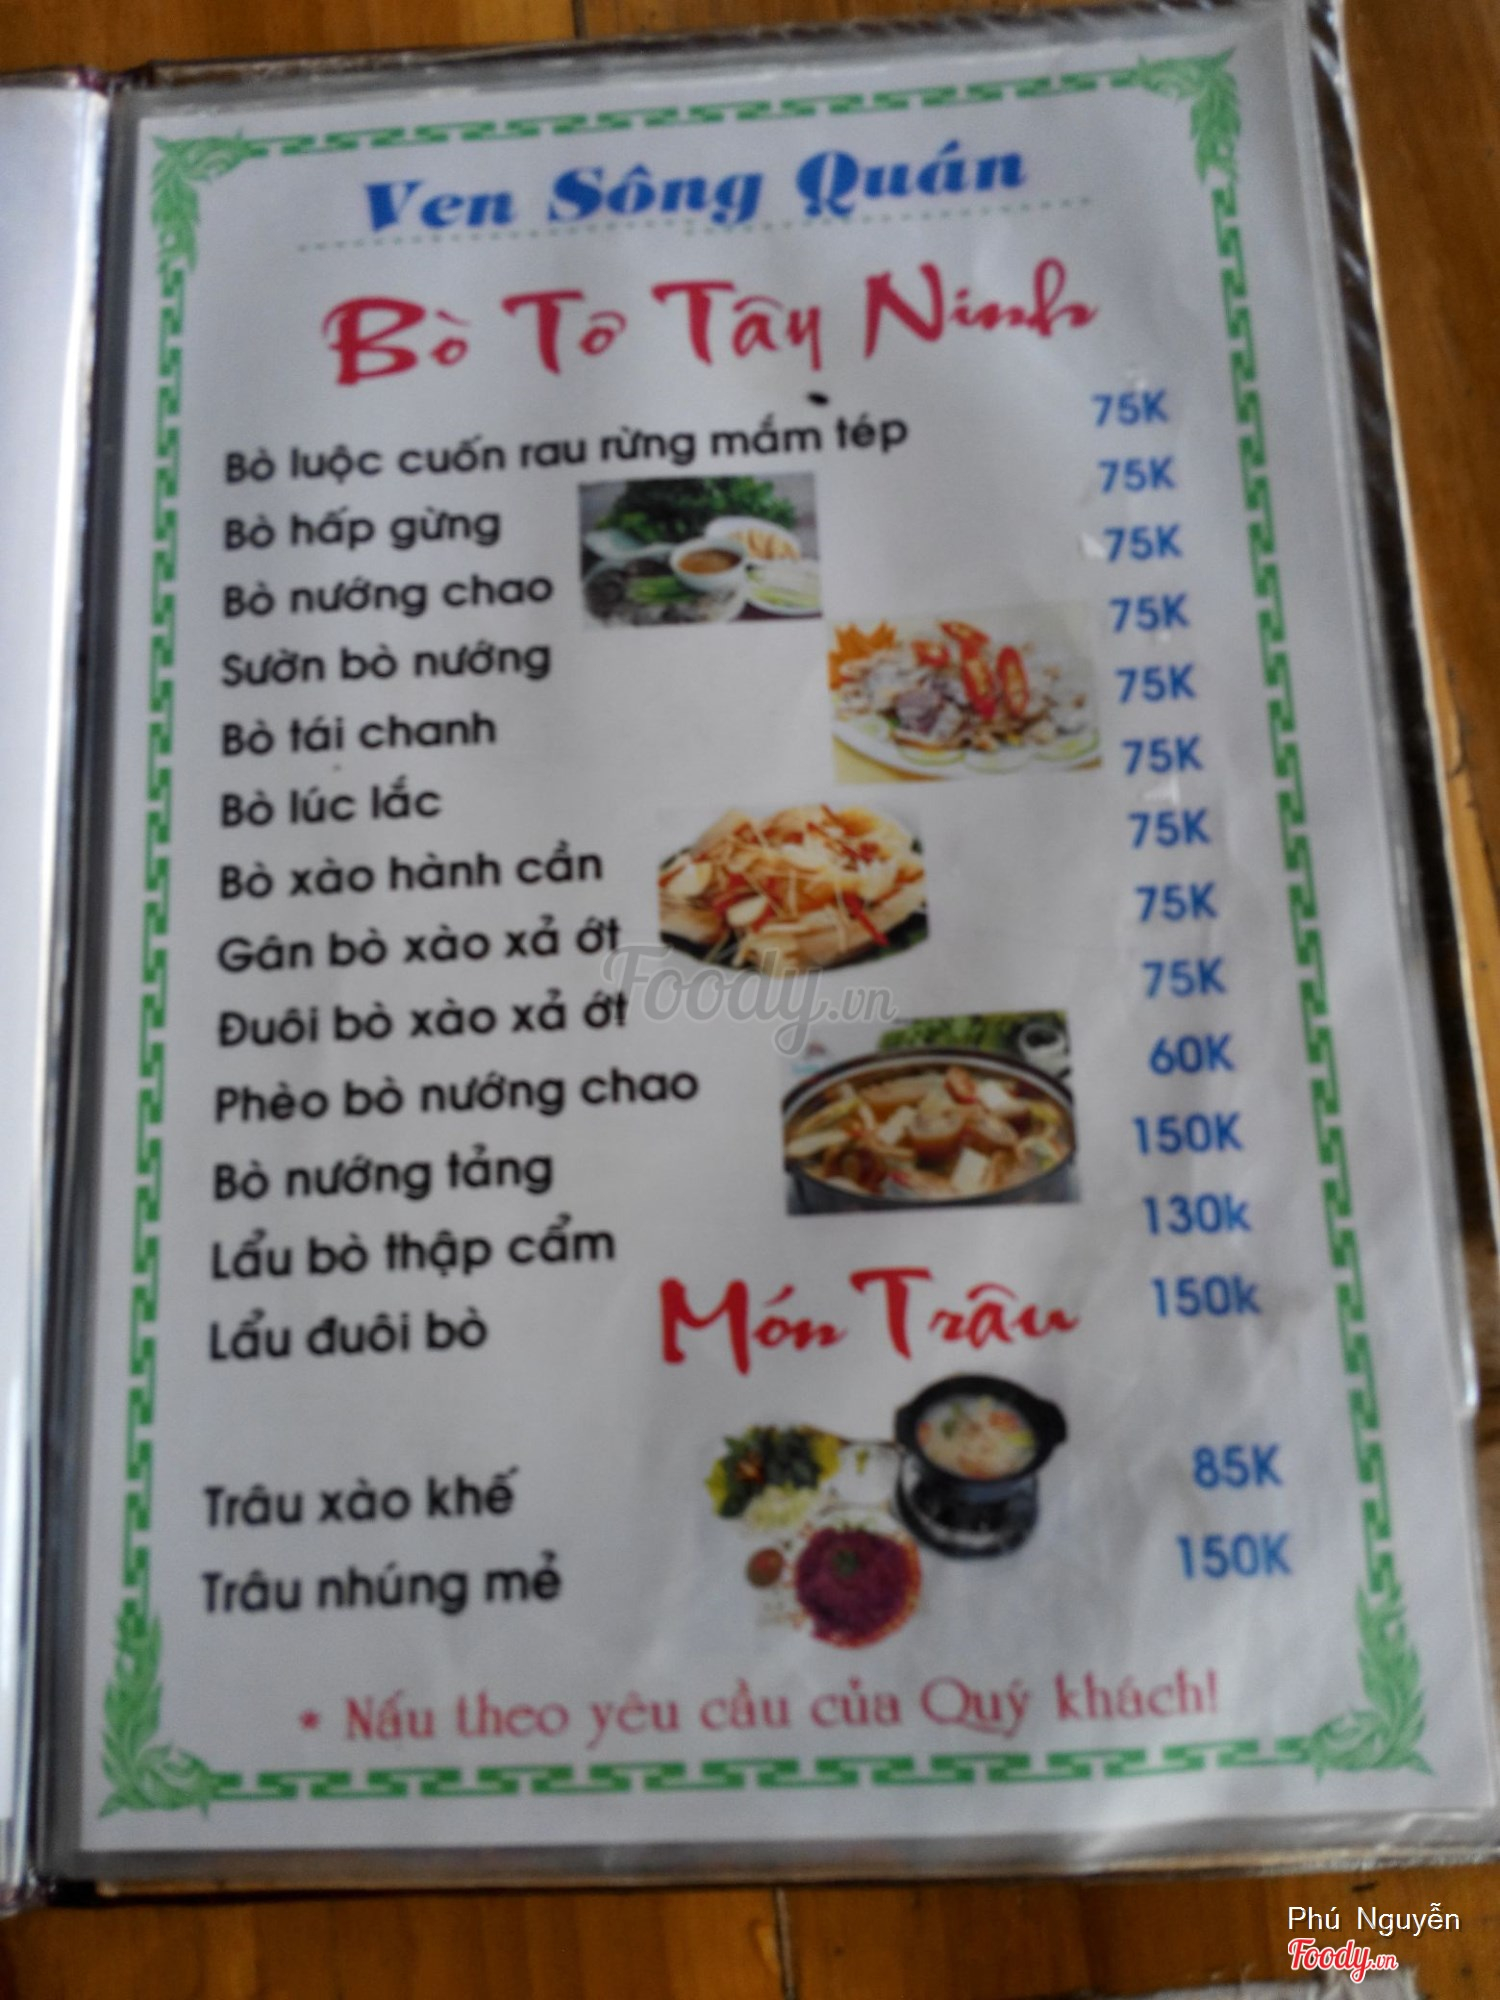 Ven Sông Quán
Bò Tơ Tây Ninh
Bò luộc cuốn rau rừng mắm tép 75K
Bò hấp gừng 75K
Bò nướng chao 75K
Sườn bò nướng 75K
Bò tái chanh 75K
Bò lúc lắc 75K
Bò xào hành cần 75K
Gân bò xào xả ớt 75K
Đuôi bò xào xả ớt 75K
Phèo bò nướng chao 60K
Bò nướng tảng 150K
Lẩu bò thập cẩm 130k
Lẩu đuôi bò 150k
Món Trâu
Trâu xào khế 85K
Trâu nhúng mẻ 150K
* Nấu theo yêu cầu của Quý khách!
Foody.vn
Phú Nguyễn
Foody.vn